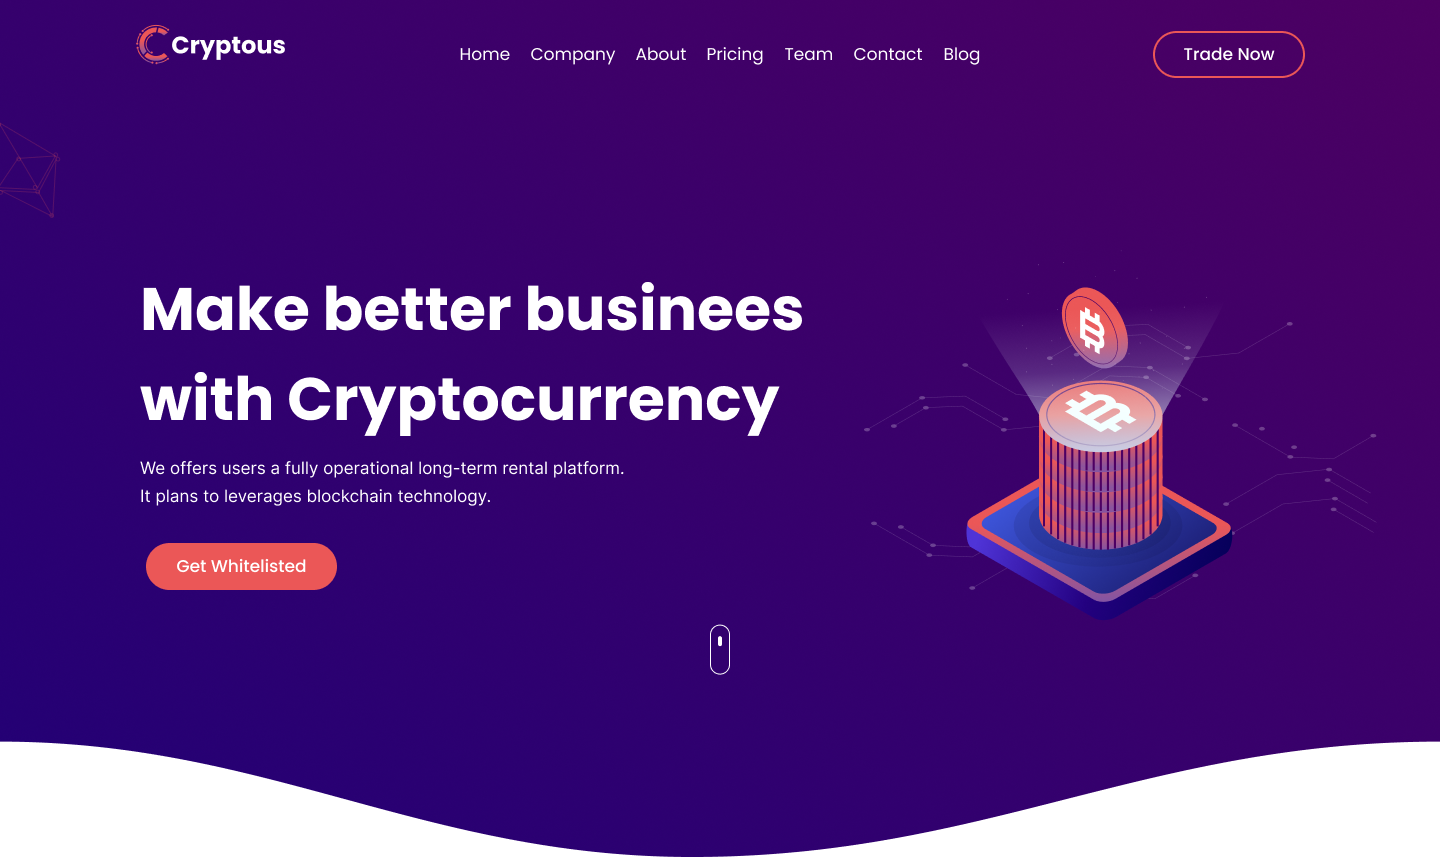 Cryptous
Home Company About Pricing Team Contact Blog
Trade Now
Make better businees
with Cryptocurrency
We offers users a fully operational long-term rental platform.
It plans to leverages blockchain technology.
Get Whitelisted